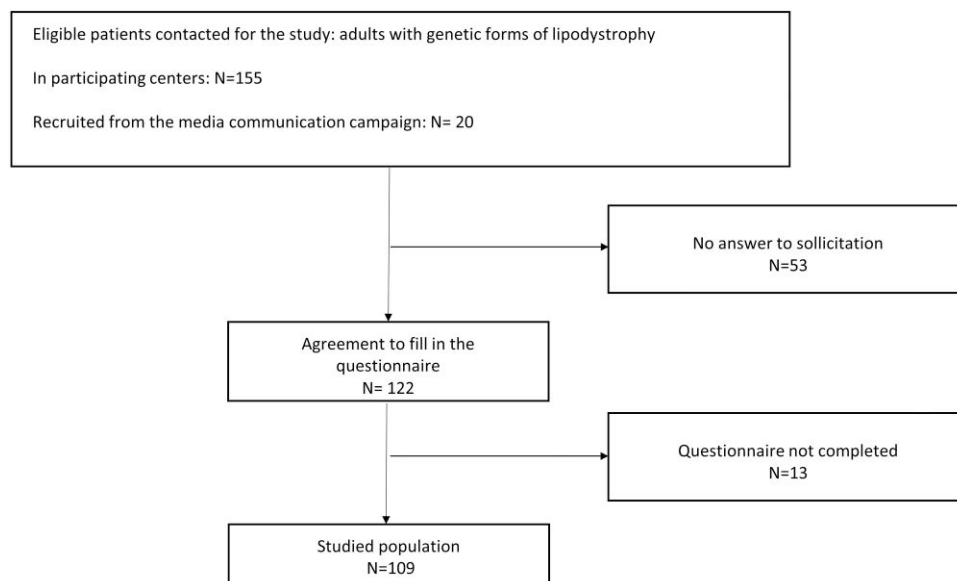 Eligible patients contacted for the study: adults with genetic forms of lipodystrophy
In participating centers: N=155
Recruited from the media communication campaign: N= 20
No answer to sollicitation
N=53
Agreement to fill in the
questionnaire
N= 122
Questionnaire not completed
N=13
Studied population
N=109